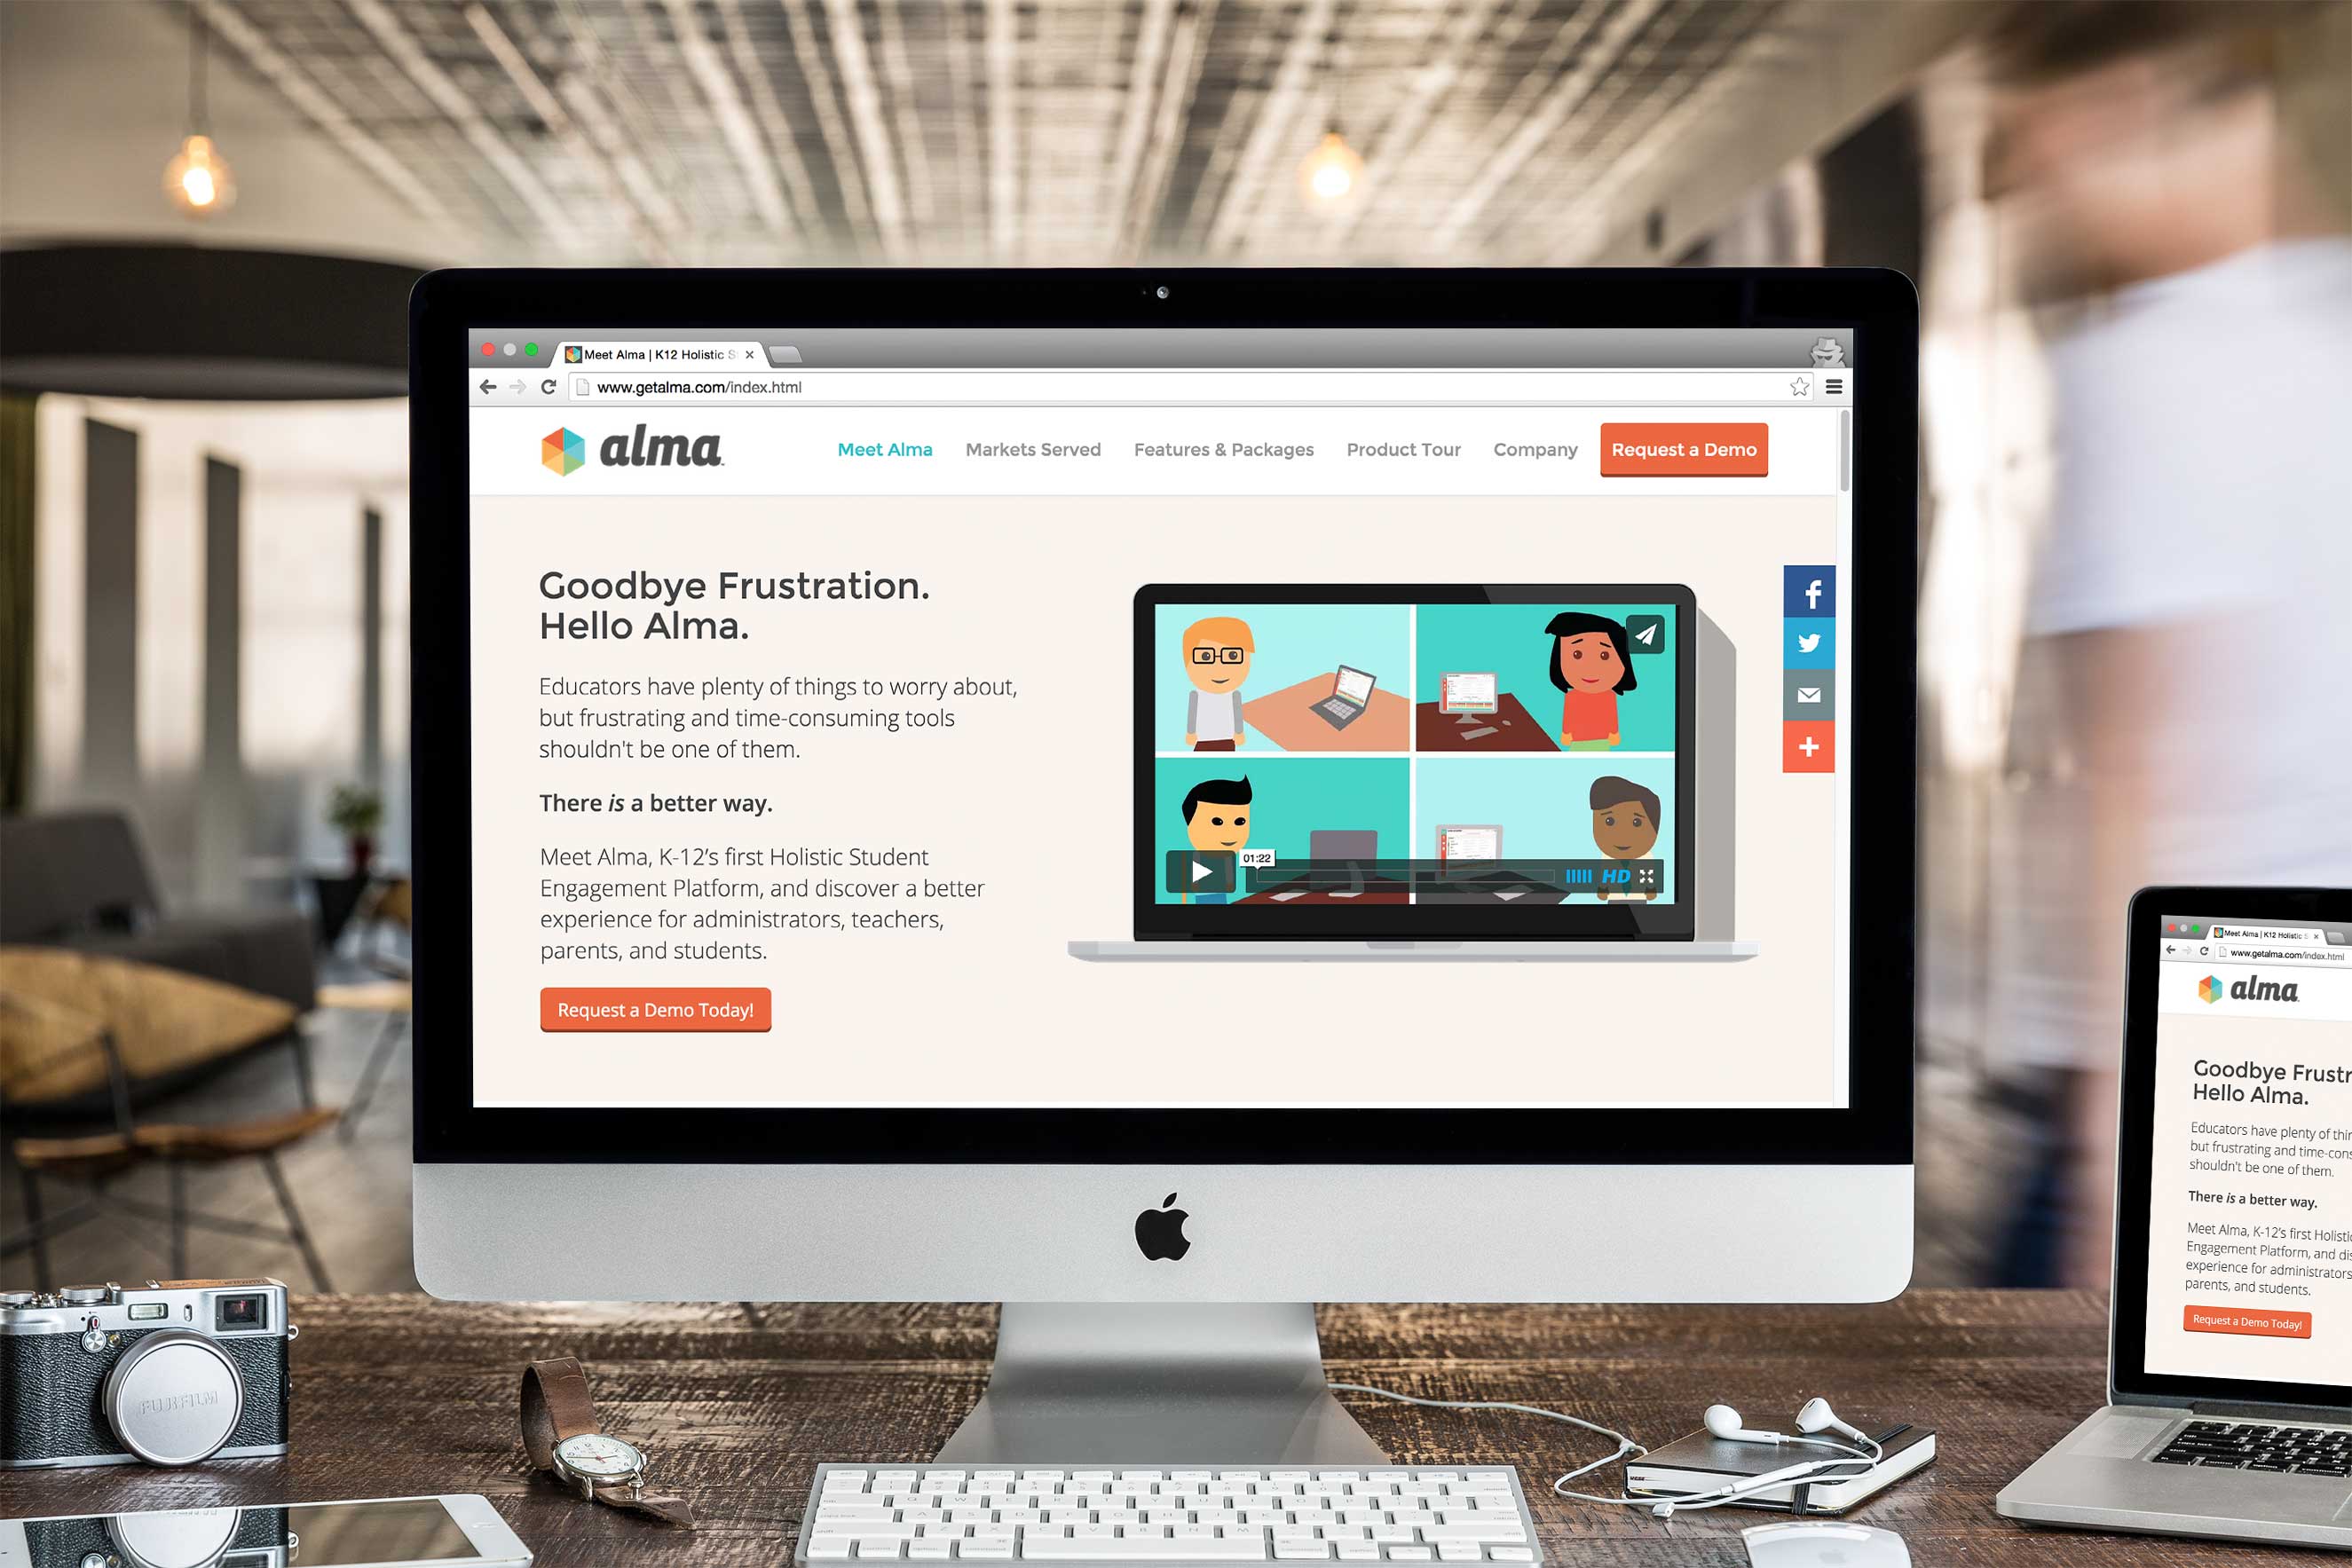 Meet Alma | K12 Holistic S
www.getalma.com/index.html
alma
Meet Alma Markets Served Features & Packages Product Tour Company Request a Demo
Goodbye Frustration.
Hello Alma.
Educators have plenty of things to worry about,
but frustrating and time-consuming tools
shouldn't be one of them.
There is a better way.
Meet Alma, K-12's first Holistic Student
Engagement Platform, and discover a better
experience for administrators, teachers,
parents, and students.
Request a Demo Today!
01:22
HD
Meet Alma | K12 Holistic S
www.getalma.com/index.html
alma
Goodbye Frustr
Hello Alma.
Educators have plenty of thin
but frustrating and time-cons
shouldn't be one of them.
There is a better way.
Meet Alma, K-12's first Holistic
Engagement Platform, and dis
experience for administrators
parents, and students.
Request a Demo Today!
FUJIFILM